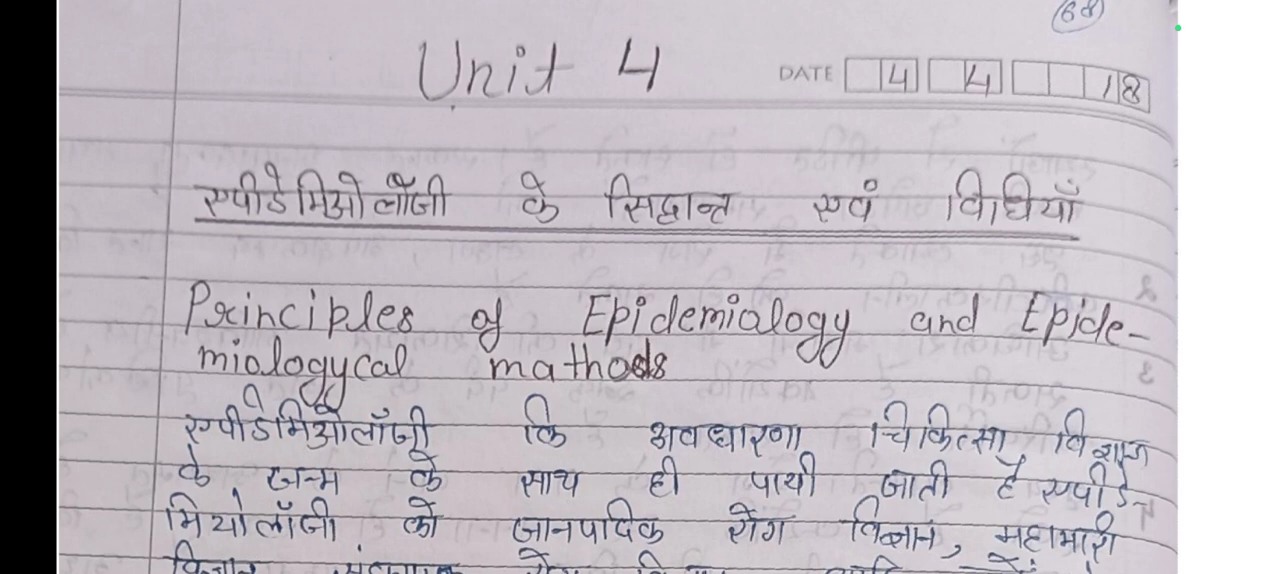 68
Unit 4
DATE 4 4 18
एपीडेमिओलॉजी के सिद्धान्त एवं विधियाँ
Principles of Epidemialogy and Epide-
miologycal mathods
एपीडेमिओलॉजी कि अवधारणा चिकित्सा विज्ञान
के जन्म के साथ ही पायी जाती है एपीडे-
मियोलॉजी को जानपादिक रोग विज्ञान, महामारी
विज्ञान